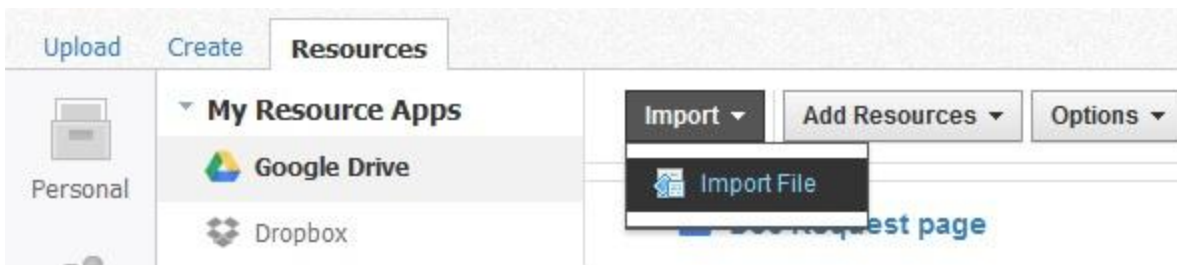 Upload Create Resources
My Resource Apps
Import Add Resources Options
Google Drive
Import File
Personal
Dropbox
est page